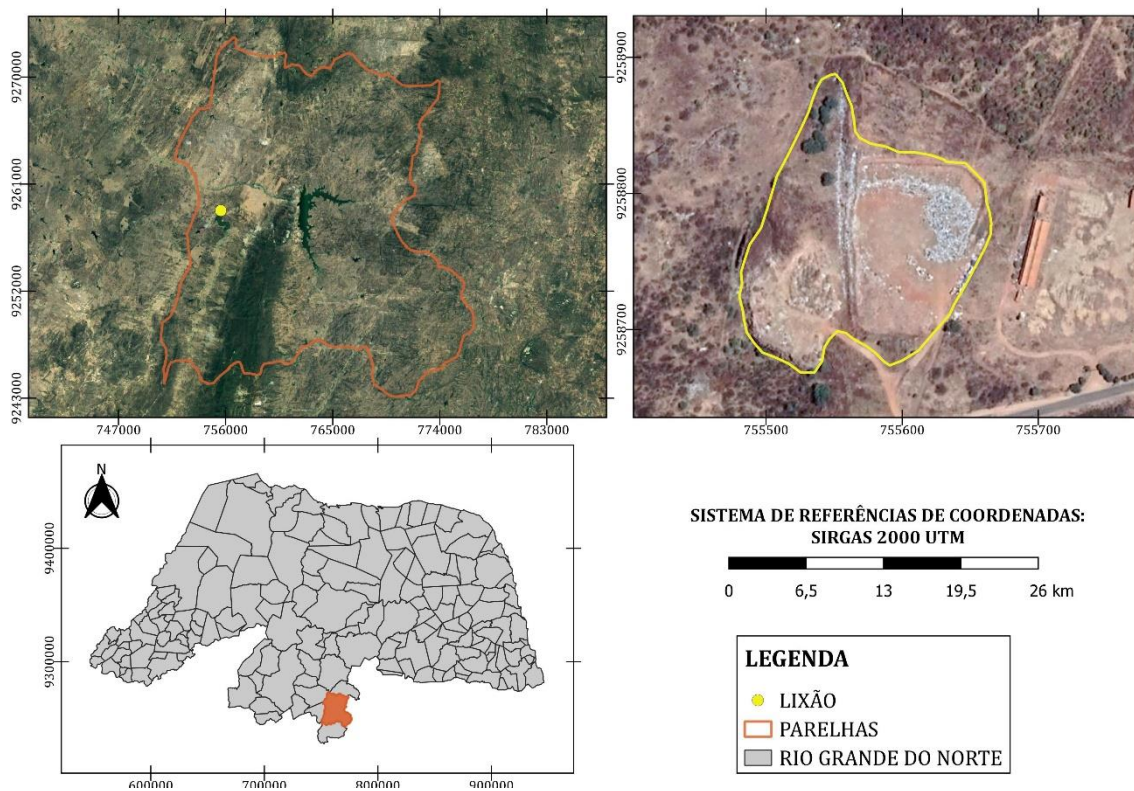 9270000
9261000
9252000
9243000
747000
756000
765000
774000
783000
9258900
9258800
9258700
755500
755600
755700
N
9400000
9300000
600000
700000
800000
900000
SISTEMA DE REFERÊNCIAS DE COORDENADAS:
SIRGAS 2000 UTM
0 6,5 13 19,5 26 km
LEGENDA
LIXÃO
PARELHAS
RIO GRANDE DO NORTE